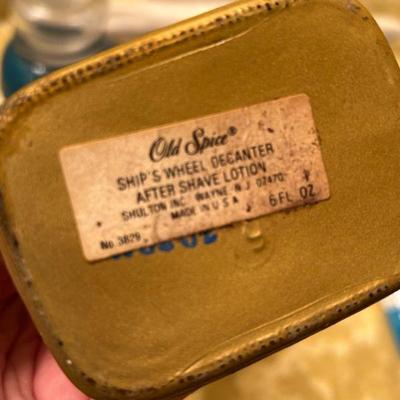 Old Spice®
SHIP'S WHEEL DECANTER
AFTER SHAVE LOTION
SHULTON INC. WAYNE, N.J. 07470
MADE IN U S A 6 FL OZ
No. 3829